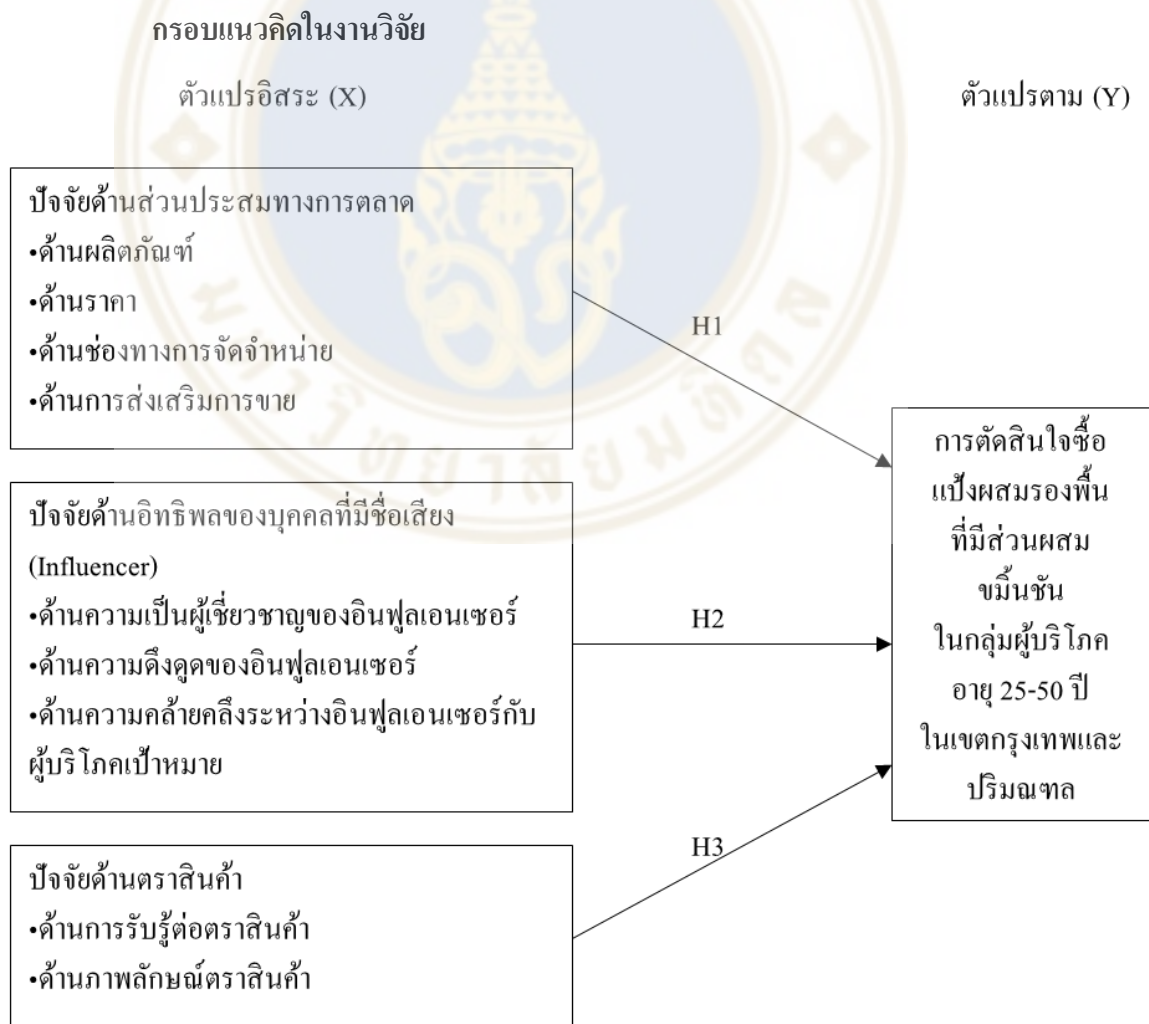 กรอบแนวคิดในงานวิจัย
ตัวแปรอิสระ (X)
ตัวแปรตาม (Y)
ปัจจัยด้านส่วนประสมทางการตลาด
•ด้านผลิตภัณฑ์
•ด้านราคา
•ด้านช่องทางการจัดจำหน่าย
•ด้านการส่งเสริมการขาย
H1
ปัจจัยด้านอิทธิพลของบุคคลที่มีชื่อเสียง
(Influencer)
•ด้านความเป็นผู้เชี่ยวชาญของอินฟูลเอนเซอร์
•ด้านความดึงดูดของอินฟูลเอนเซอร์
•ด้านความคล้ายคลึงระหว่างอินฟูลเอนเซอร์กับ
ผู้บริโภคเป้าหมาย
H2
ปัจจัยด้านตราสินค้า
•ด้านการรับรู้ต่อตราสินค้า
•ด้านภาพลักษณ์ตราสินค้า
H3
การตัดสินใจซื้อ
แป้งผสมรองพื้น
ที่มีส่วนผสม
ขมิ้นชัน
ในกลุ่มผู้บริโภค
อายุ 25-50 ปี
ในเขตกรุงเทพและ
ปริมณฑล
มหาวิทยาลัยมหิดล